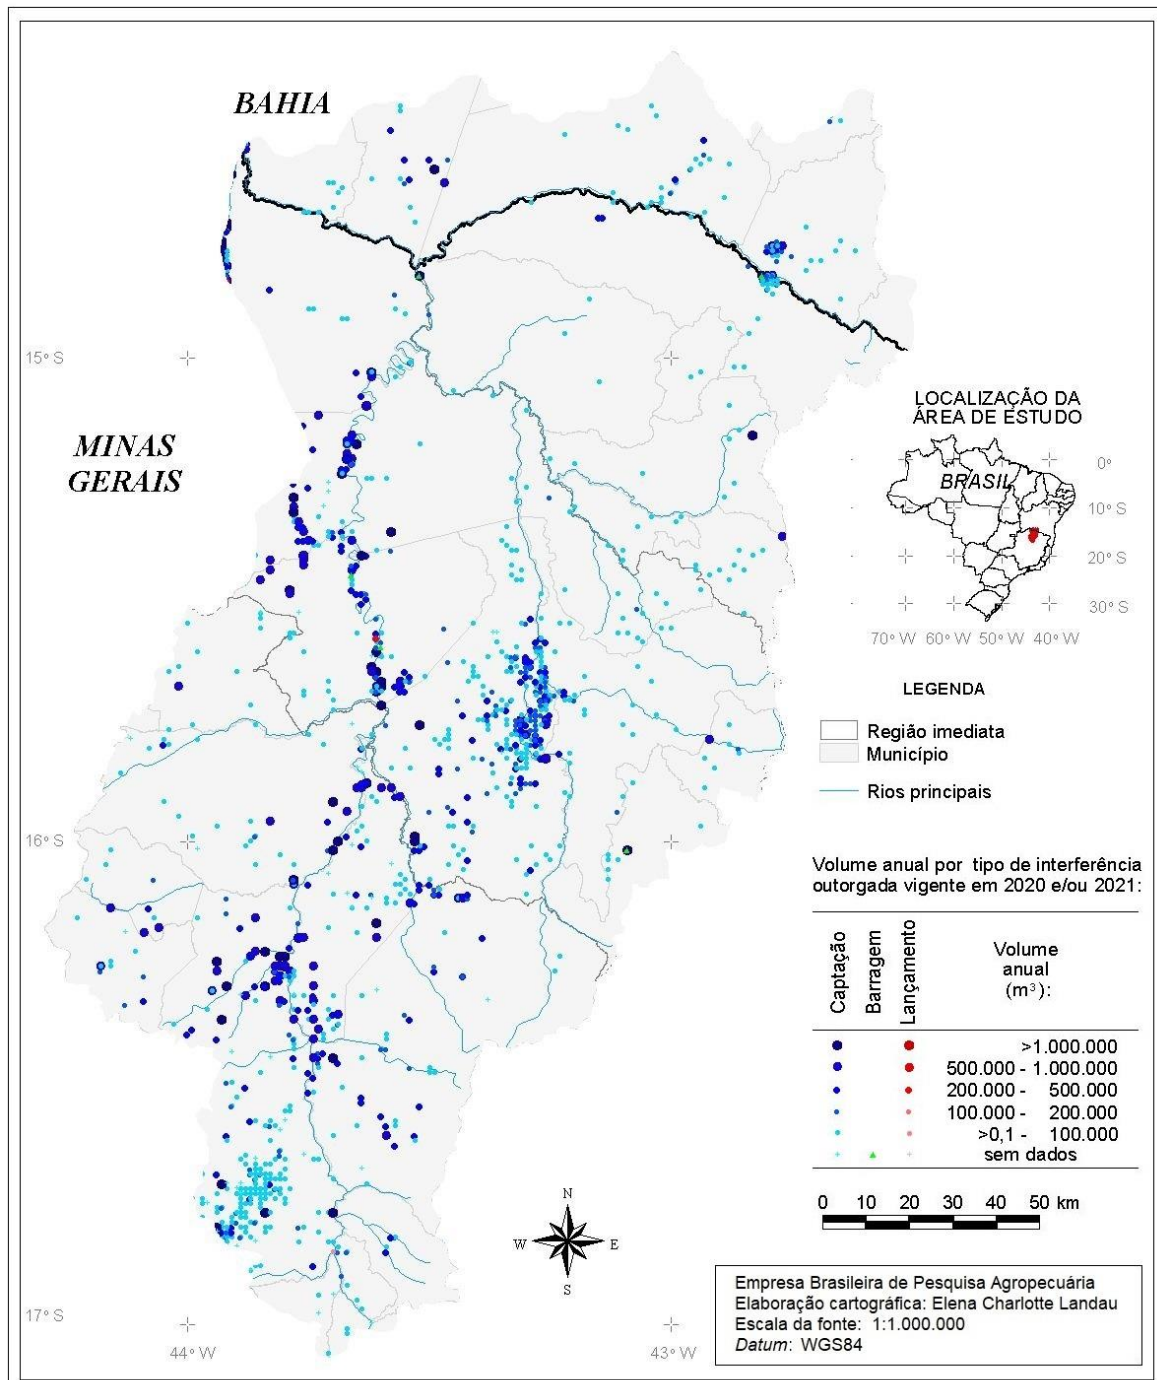 BAHIA
15° S
MINAS
GERAIS
LOCALIZAÇÃO DA
ÁREA DE ESTUDO
BRASIL
0°
10° S
20° S
30° S
70° W 60° W 50° W 40° W
LEGENDA
Região imediata
Município
Rios principais
16° S
Volume anual por tipo de interferência
outorgada vigente em 2020 e/ou 2021:
Captação
Barragem
Lançamento
Volume
anual
(m³):
>1.000.000
500.000 - 1.000.000
200.000 - 500.000
100.000 - 200.000
>0,1 - 100.000
sem dados
0 10 20 30 40 50 km
N
W E
S
17° S
44° W
43° W
Empresa Brasileira de Pesquisa Agropecuária
Elaboração cartográfica: Elena Charlotte Landau
Escala da fonte: 1:1.000.000
Datum: WGS84